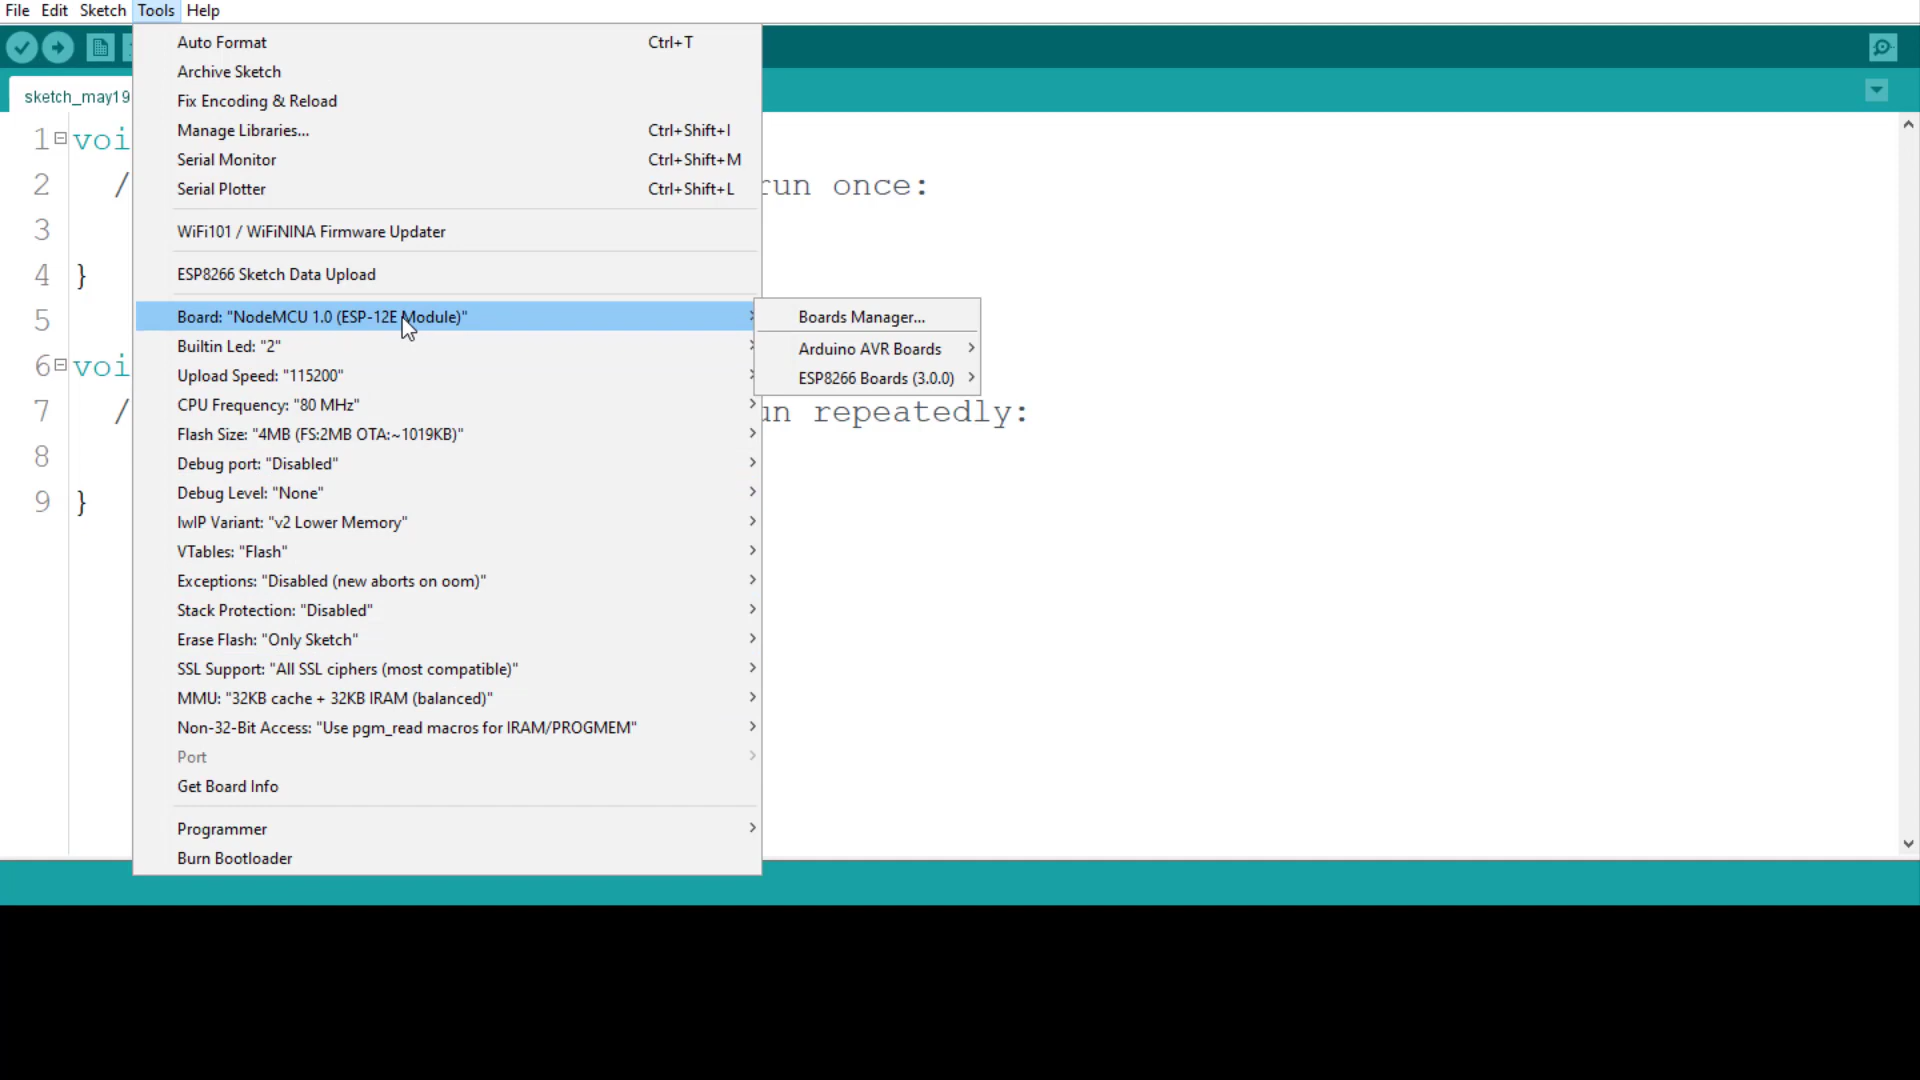 File Edit Sketch Tools Help
Auto Format Ctrl+T
Archive Sketch
Fix Encoding & Reload
Manage Libraries... Ctrl+Shift+I
Serial Monitor Ctrl+Shift+M
Serial Plotter Ctrl+Shift+L
WiFi101 / WiFiNINA Firmware Updater
ESP8266 Sketch Data Upload
Board: "NodeMCU 1.0 (ESP-12E Module)"
Builtin Led: "2"
Upload Speed: "115200"
CPU Frequency: "80 MHz"
Flash Size: "4MB (FS:2MB OTA:~1019KB)"
Debug port: "Disabled"
Debug Level: "None"
lwIP Variant: "v2 Lower Memory"
VTables: "Flash"
Exceptions: "Disabled (new aborts on oom)"
Stack Protection: "Disabled"
Erase Flash: "Only Sketch"
SSL Support: "All SSL ciphers (most compatible)"
MMU: "32KB cache + 32KB IRAM (balanced)"
Non-32-Bit Access: "Use pgm_read macros for IRAM/PROGMEM"
Port
Get Board Info
Programmer
Burn Bootloader
Boards Manager...
Arduino AVR Boards
ESP8266 Boards (3.0.0)
sketch_may19
1 voi
2 / run once:
3
4 }
5
6 voi
7 / un repeatedly:
8
9 }